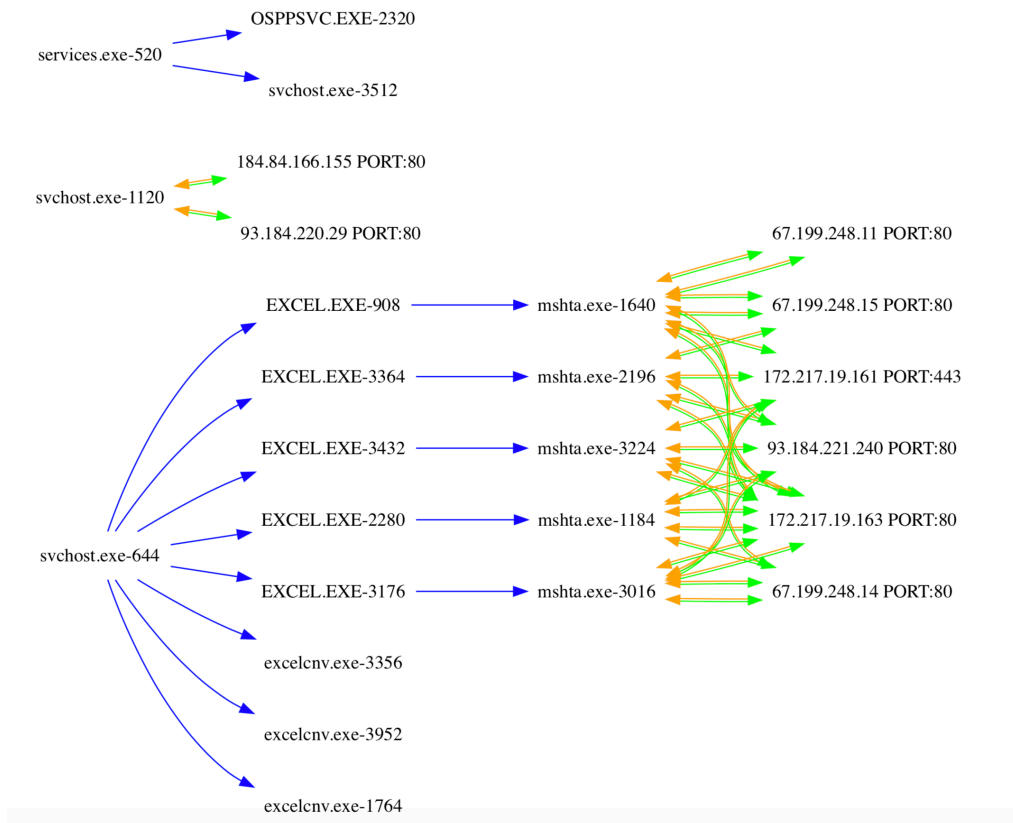 OSPPSVC.EXE-2320
services.exe-520
svchost.exe-3512
184.84.166.155 PORT:80
svchost.exe-1120
93.184.220.29 PORT:80
67.199.248.11 PORT:80
EXCEL.EXE-908
mshta.exe-1640
67.199.248.15 PORT:80
EXCEL.EXE-3364
mshta.exe-2196
172.217.19.161 PORT:443
EXCEL.EXE-3432
mshta.exe-3224
93.184.221.240 PORT:80
EXCEL.EXE-2280
mshta.exe-1184
172.217.19.163 PORT:80
svchost.exe-644
EXCEL.EXE-3176
mshta.exe-3016
67.199.248.14 PORT:80
excelcnv.exe-3356
excelcnv.exe-3952
excelcnv.exe-1764